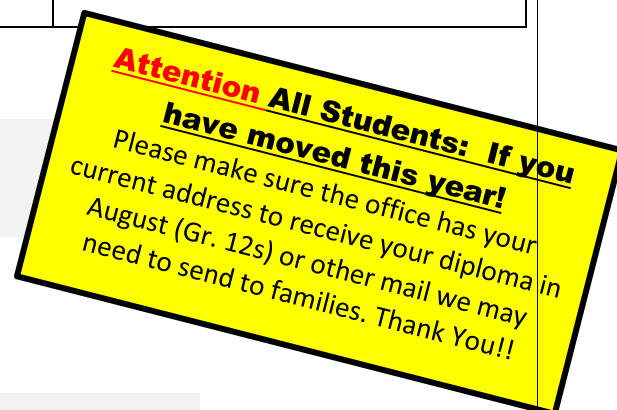 Attention All Students:  If you
have moved this year!
Please make sure the office has your
current address to receive your diploma in
August (Gr. 12s) or other mail we may
need to send to families. Thank You!!